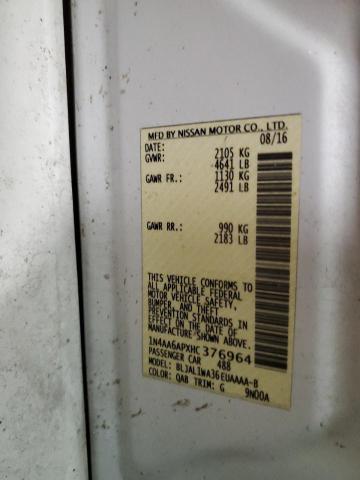 MFD BY NISSAN MOTOR CO., LTD.
DATE: 08/16
GVWR: 2105 KG
4641 LB
GAWR FR.: 1130 KG
2491 LB
GAWR RR.: 990 KG
2183 LB
THIS VEHICLE CONFORMS TO
ALL APPLICABLE FEDERAL
MOTOR VEHICLE SAFETY,
BUMPER, AND THEFT
PREVENTION STANDARDS
IN EFFECT ON THE DATE OF
MANUFACTURE SHOWN ABOVE.
1N4AA6APXHC376964
PASSENGER CAR 488
MODEL: BLJAL1WA36EUAAAA-B
COLOR: QAB TRIM: G 9N00A